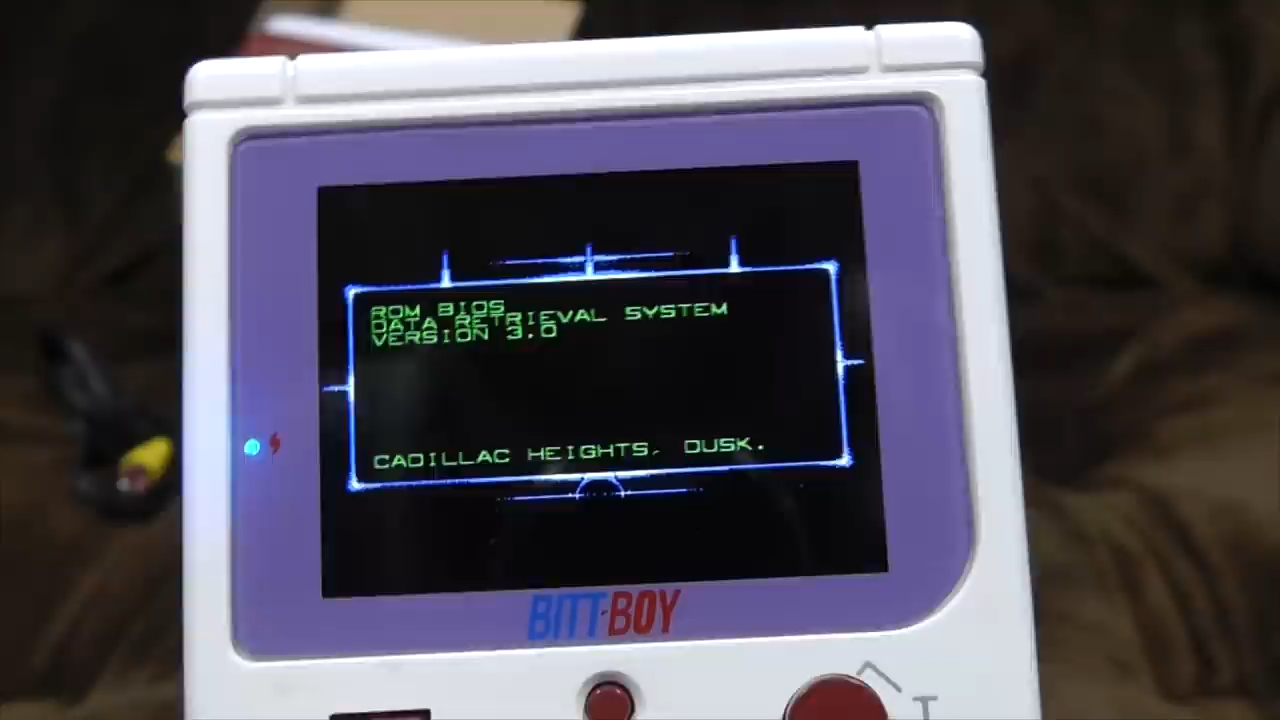 ROM BIOS
DATA RETRIEVAL SYSTEM
VERSION 3.0
CADILLAC HEIGHTS, DUSK.
BITT·BOY
T